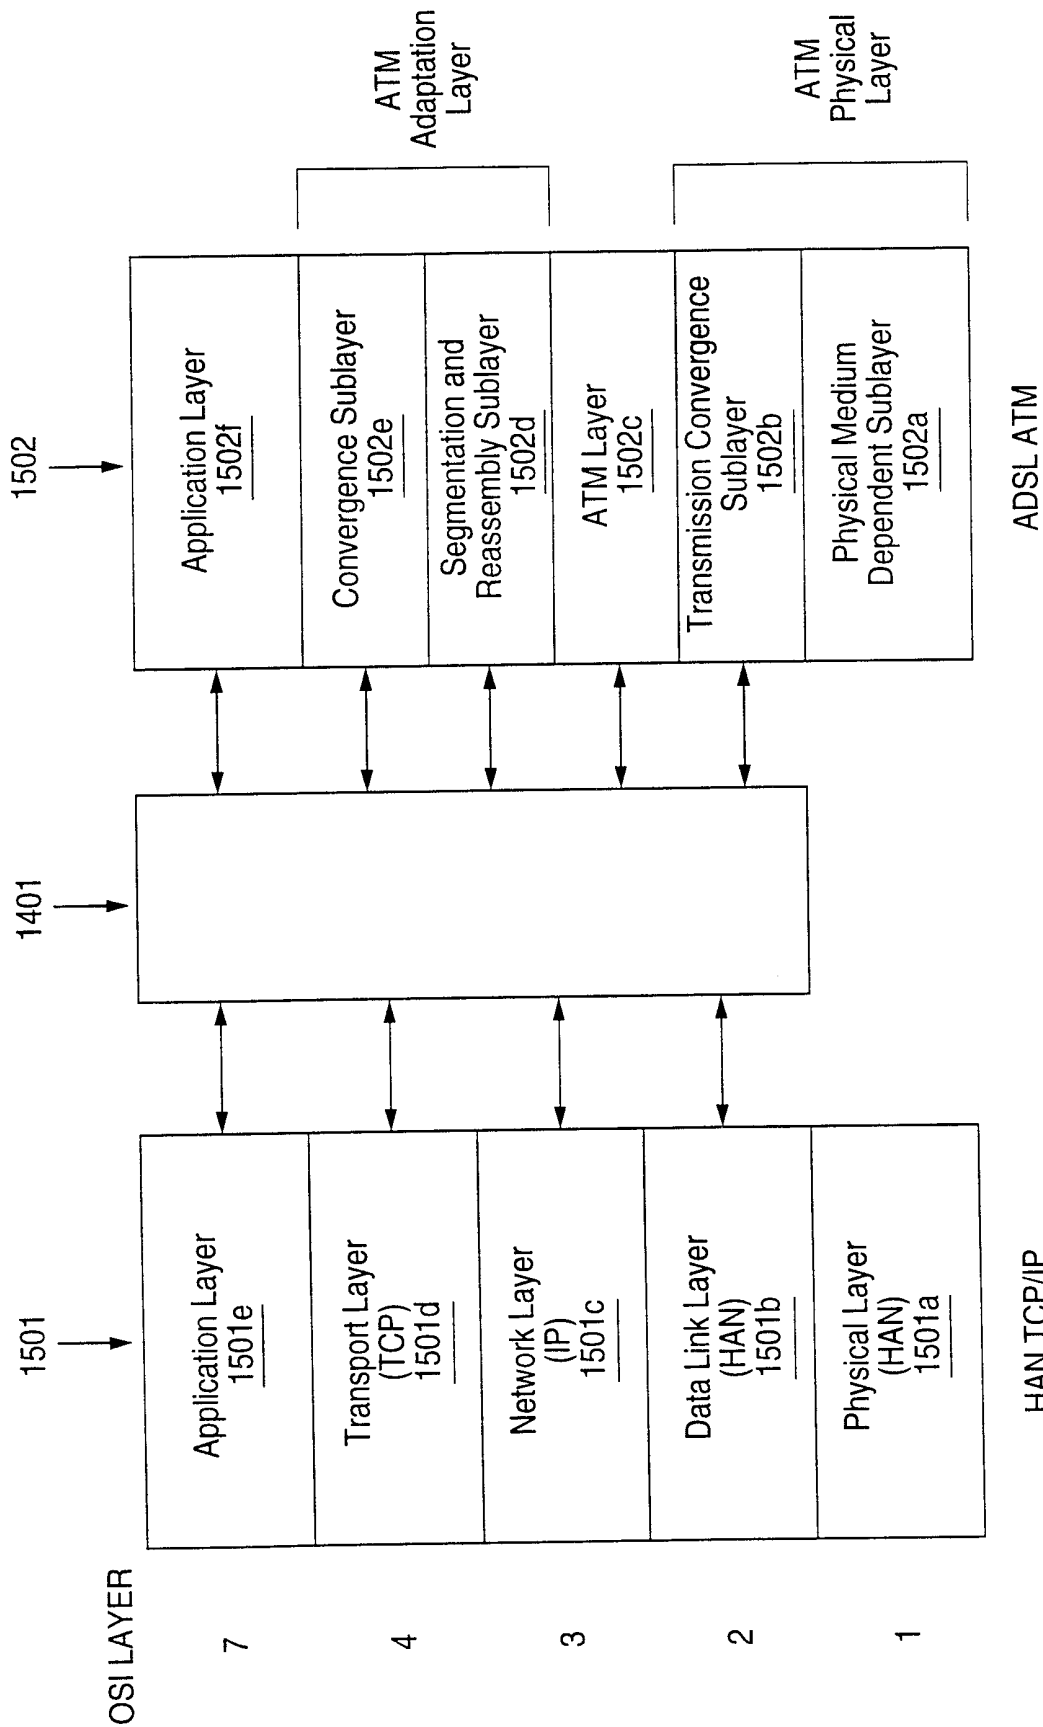 OSI LAYER
7
4
3
2
1
1501
Application Layer
1501e
Transport Layer
(TCP)
1501d
Network Layer
(IP)
1501c
Data Link Layer
(HAN)
1501b
Physical Layer
(HAN)
1501a
HAN TCP/IP
1401
1502
Application Layer
1502f
Convergence Sublayer
1502e
Segmentation and
Reassembly Sublayer
1502d
ATM Layer
1502c
Transmission Convergence
Sublayer
1502b
Physical Medium
Dependent Sublayer
1502a
ADSL ATM
ATM
Adaptation
Layer
ATM
Physical
Layer